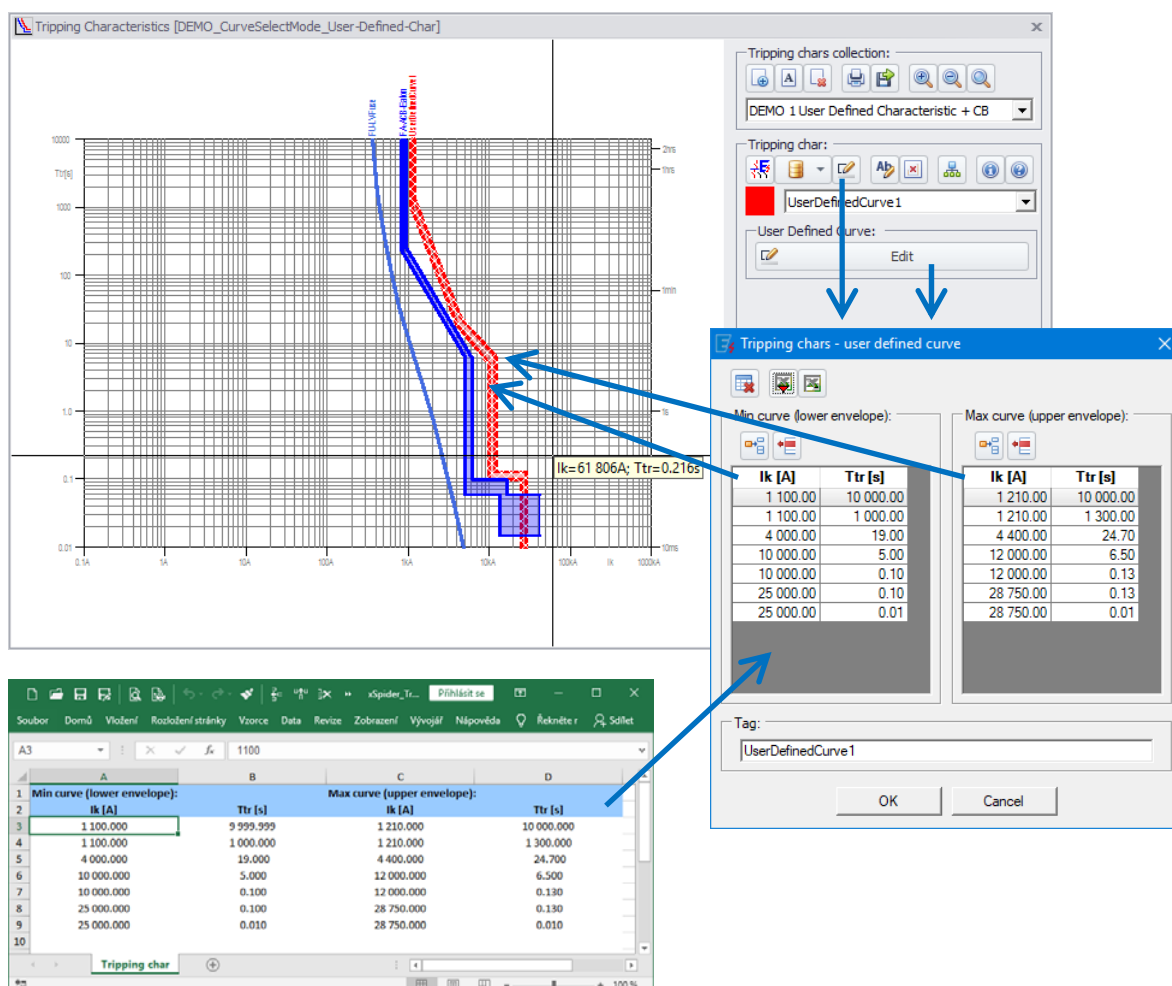 Tripping Characteristics [DEMO_CurveSelectMode_User-Defined-Char]
Tripping chars collection:
DEMO 1 User Defined Characteristic + CB
Tripping char:
UserDefinedCurve1
User Defined Curve:
Edit
FU-LVFuse
FA-ACB-Eaton
UserDefinedCurve1
10000
Ttr[s]
1000
100
10
1.0
0.1
0.01
2hrs
1hrs
1min
1s
10ms
0.1A
1A
10A
100A
1kA
10kA
100kA
IK
1000kA
Ik=61 806A; Ttr=0.216s
Tripping chars - user defined curve
Min curve (lower envelope):
Ik [A] Ttr [s]
1 100.00 10 000.00
1 100.00 1 000.00
4 000.00 19.00
10 000.00 5.00
10 000.00 0.10
25 000.00 0.10
25 000.00 0.01
Max curve (upper envelope):
Ik [A] Ttr [s]
1 210.00 10 000.00
1 210.00 1 300.00
4 400.00 24.70
12 000.00 6.50
12 000.00 0.13
28 750.00 0.13
28 750.00 0.01
Tag:
UserDefinedCurve1
OK Cancel
xSpider_Tr... Přihlásit se
Soubor Domů Vložení Rozložení stránky Vzorce Data Revize Zobrazení Vývojář Nápověda Řekněte r Sdílet
A3 fx 1100
A B C D
1 Min curve (lower envelope): Max curve (upper envelope):
2 Ik [A] Ttr [s] Ik [A] Ttr [s]
3 1 100.000 9 999.999 1 210.000 10 000.000
4 1 100.000 1 000.000 1 210.000 1 300.000
5 4 000.000 19.000 4 400.000 24.700
6 10 000.000 5.000 12 000.000 6.500
7 10 000.000 0.100 12 000.000 0.130
8 25 000.000 0.100 28 750.000 0.130
9 25 000.000 0.010 28 750.000 0.010
10
Tripping char
100 %